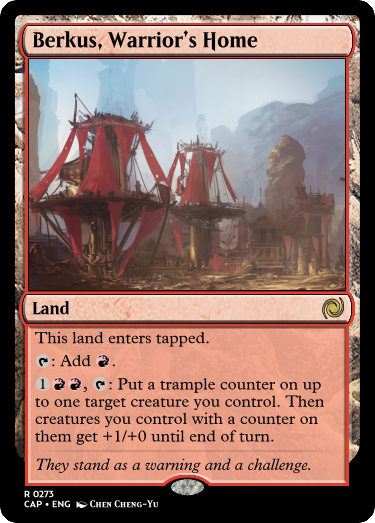 Berkus, Warrior's Home
Land
This land enters tapped.
: Add R.
1RR, : Put a trample counter on up
to one target creature you control. Then
creatures you control with a counter on
them get +1/+0 until end of turn.
They stand as a warning and a challenge.
R 0273
CAP • ENG Chen Cheng-Yu